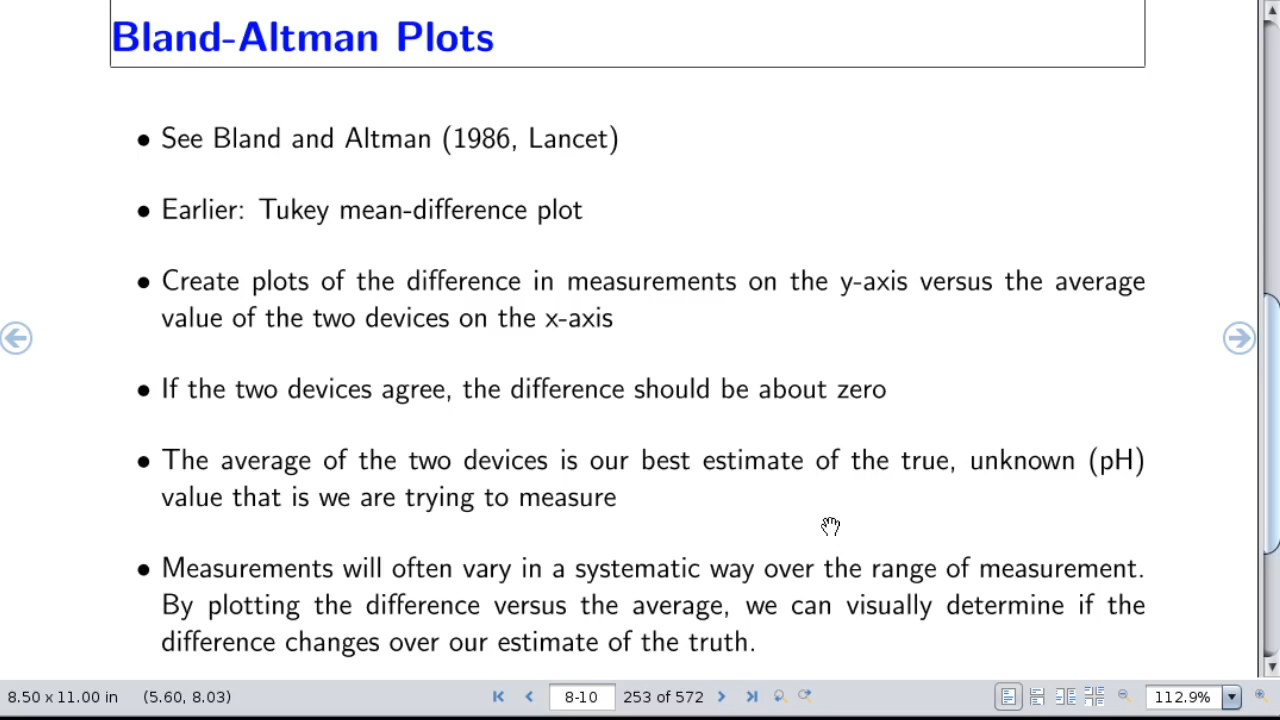 Bland-Altman Plots
• See Bland and Altman (1986, Lancet)
• Earlier: Tukey mean-difference plot
• Create plots of the difference in measurements on the y-axis versus the average
value of the two devices on the x-axis
• If the two devices agree, the difference should be about zero
• The average of the two devices is our best estimate of the true, unknown (pH)
value that is we are trying to measure
• Measurements will often vary in a systematic way over the range of measurement.
By plotting the difference versus the average, we can visually determine if the
difference changes over our estimate of the truth.
8.50 x 11.00 in (5.60, 8.03) 8-10 253 of 572 112.9%